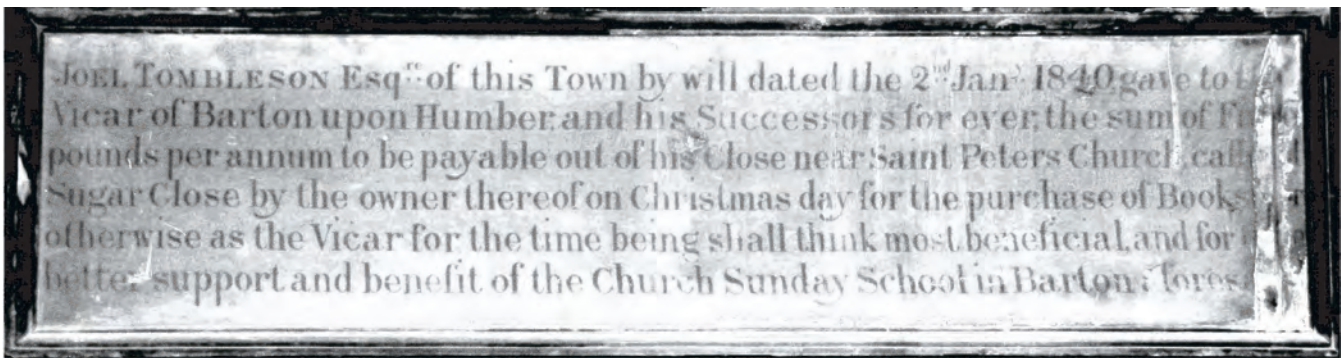 JOEL TOMBLESON Esqre. of this Town by will dated the 2nd Jany. 1840, gave to the
Vicar of Barton upon Humber, and his Successors for ever, the sum of
pounds per annum to be payable out of his Close near Saint Peters Church, called
Sugar Close by the owner thereof on Christmas day for the purchase of Books
otherwise as the Vicar for the time being shall think most beneficial, and for
better support and benefit of the Church Sunday School in Barton